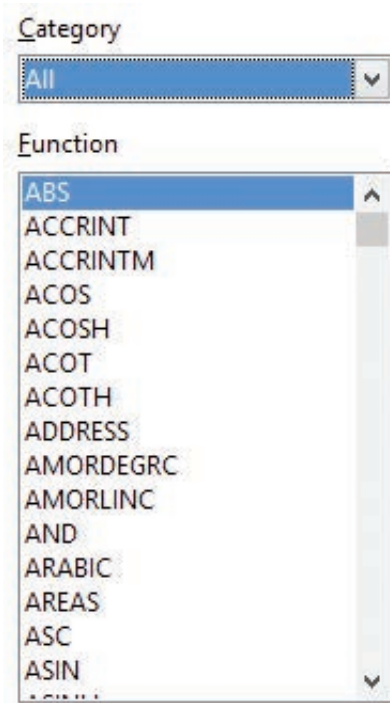 Category
All
Function
ABS
ACCRINT
ACCRINTM
ACOS
ACOSH
ACOT
ACOTH
ADDRESS
AMORDEGRC
AMORLINC
AND
ARABIC
AREAS
ASC
ASIN